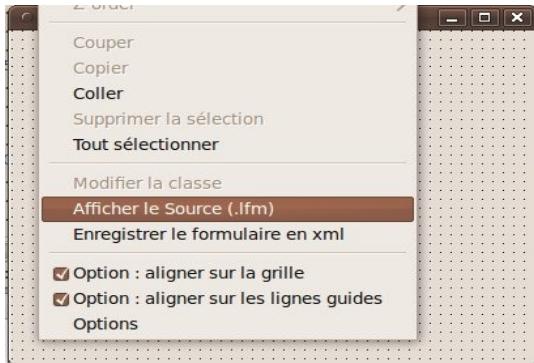 Z-order
Couper
Copier
Coller
Supprimer la sélection
Tout sélectionner
Modifier la classe
Afficher le Source (.lfm)
Enregistrer le formulaire en xml
Option : aligner sur la grille
Option : aligner sur les lignes guides
Options